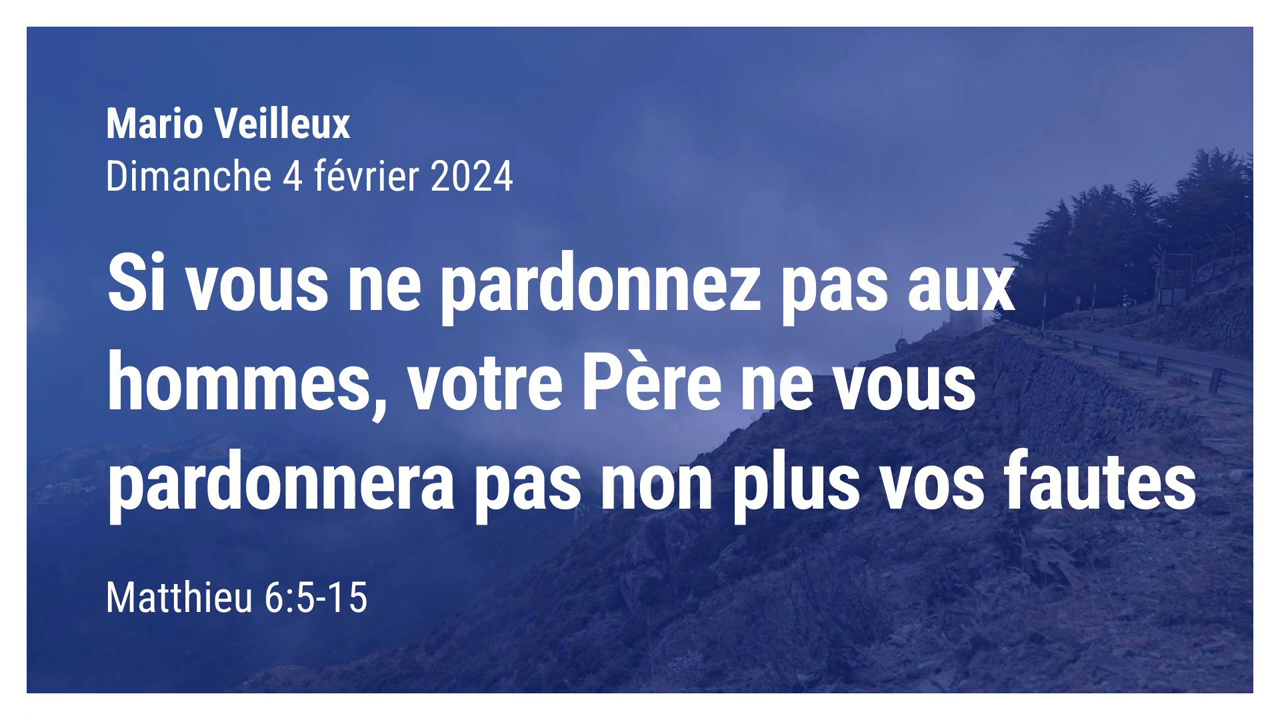 Mario Veilleux
Dimanche 4 février 2024
Si vous ne pardonnez pas aux
hommes, votre Père ne vous
pardonnera pas non plus vos fautes
Matthieu 6:5-15